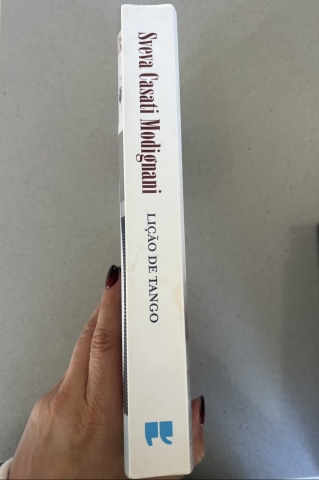 Sveva Casati Modignani
LIÇÃO DE TANGO